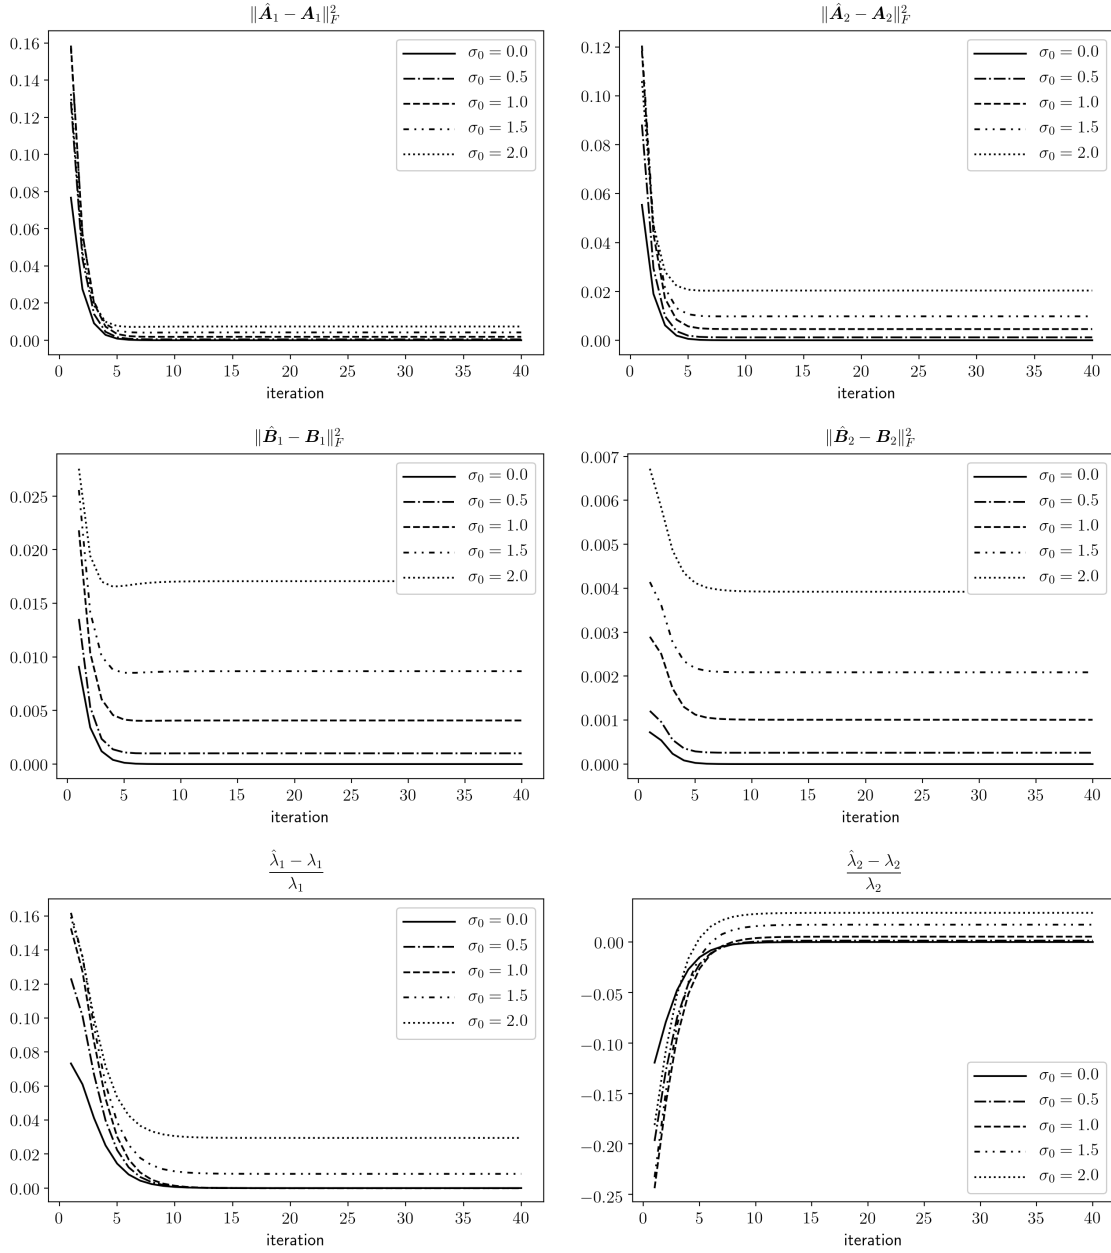 ‖Â₁ − A₁‖²_F
0.16
0.14
0.12
0.10
0.08
0.06
0.04
0.02
0.00
σ₀ = 0.0
σ₀ = 0.5
σ₀ = 1.0
σ₀ = 1.5
σ₀ = 2.0
0 5 10 15 20 25 30 35 40
iteration
‖Â₂ − A₂‖²_F
0.12
0.10
0.08
0.06
0.04
0.02
0.00
σ₀ = 0.0
σ₀ = 0.5
σ₀ = 1.0
σ₀ = 1.5
σ₀ = 2.0
0 5 10 15 20 25 30 35 40
iteration
‖B̂₁ − B₁‖²_F
0.025
0.020
0.015
0.010
0.005
0.000
σ₀ = 0.0
σ₀ = 0.5
σ₀ = 1.0
σ₀ = 1.5
σ₀ = 2.0
0 5 10 15 20 25 30 35 40
iteration
‖B̂₂ − B₂‖²_F
0.007
0.006
0.005
0.004
0.003
0.002
0.001
0.000
σ₀ = 0.0
σ₀ = 0.5
σ₀ = 1.0
σ₀ = 1.5
σ₀ = 2.0
0 5 10 15 20 25 30 35 40
iteration
λ̂₁ − λ₁
λ₁
0.16
0.14
0.12
0.10
0.08
0.06
0.04
0.02
0.00
σ₀ = 0.0
σ₀ = 0.5
σ₀ = 1.0
σ₀ = 1.5
σ₀ = 2.0
0 5 10 15 20 25 30 35 40
iteration
λ̂₂ − λ₂
λ₂
0.00
−0.05
−0.10
−0.15
−0.20
−0.25
σ₀ = 0.0
σ₀ = 0.5
σ₀ = 1.0
σ₀ = 1.5
σ₀ = 2.0
0 5 10 15 20 25 30 35 40
iteration